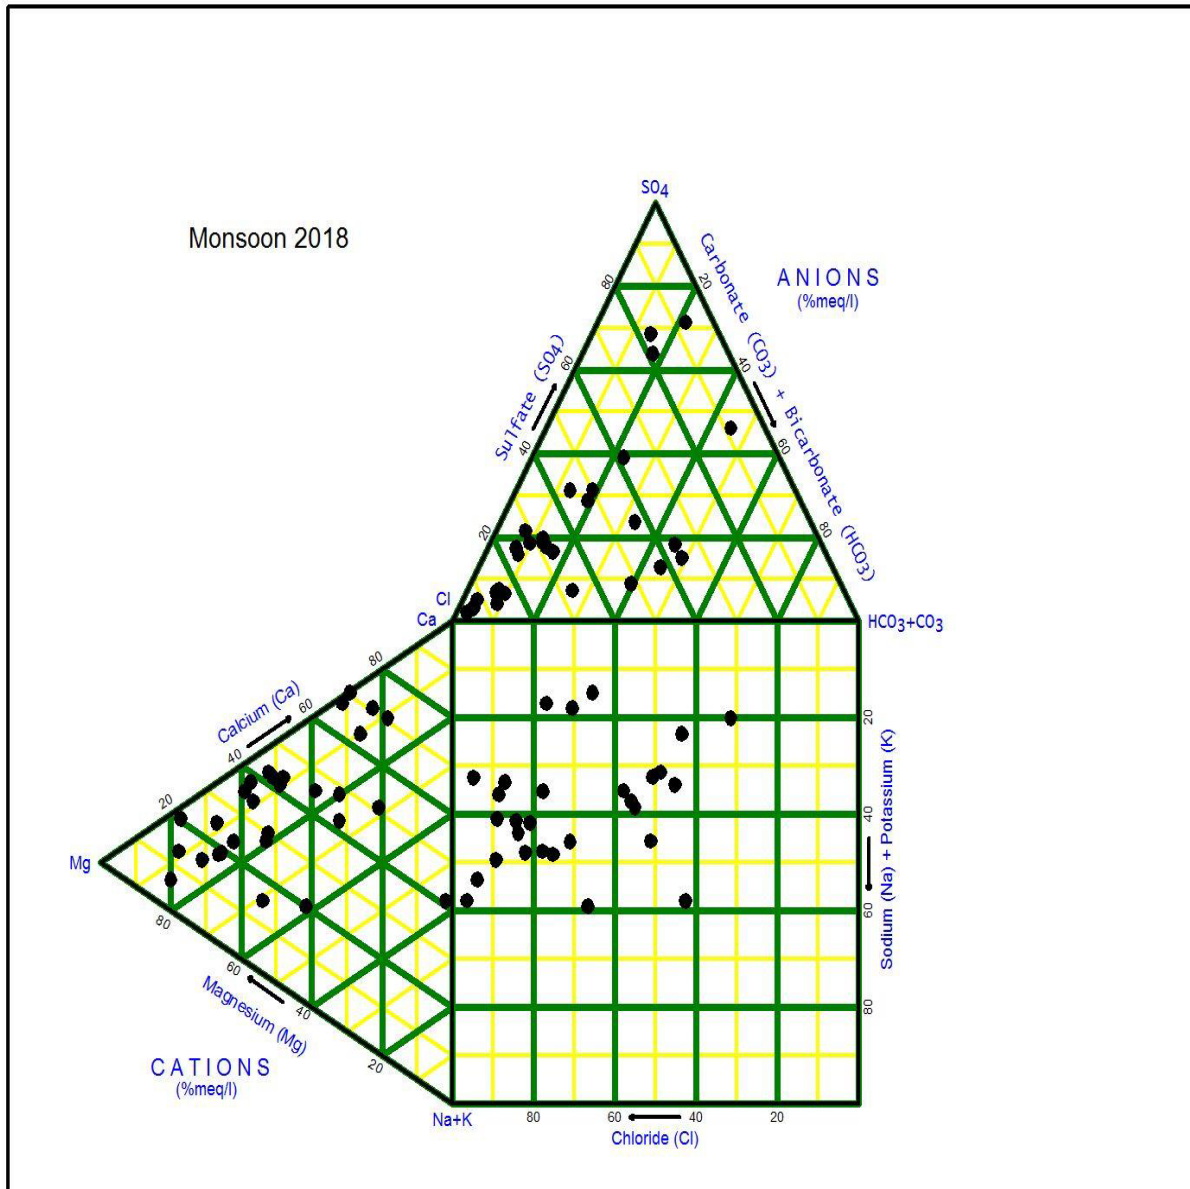 SO4
Monsoon 2018
ANIONS
(%meq/l)
Carbonate (CO3) + Bicarbonate (HCO3)
Sulfate (SO4)
80
60
40
20
20
40
60
80
Cl
Ca
HCO3+CO3
Calcium (Ca)
80
60
40
20
Mg
80
60
40
20
Magnesium (Mg)
CATIONS
(%meq/l)
Na+K
20
40
60
80
Sodium (Na) + Potassium (K)
80
60
40
20
Chloride (Cl)